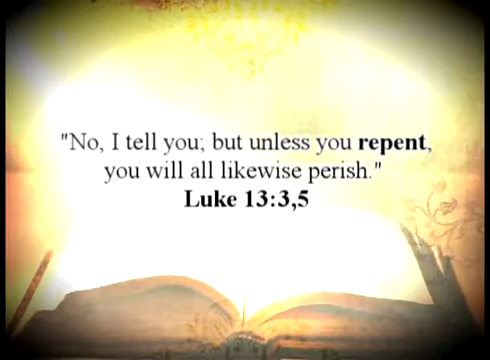 "No, I tell you; but unless you repent,
you will all likewise perish."
Luke 13:3,5